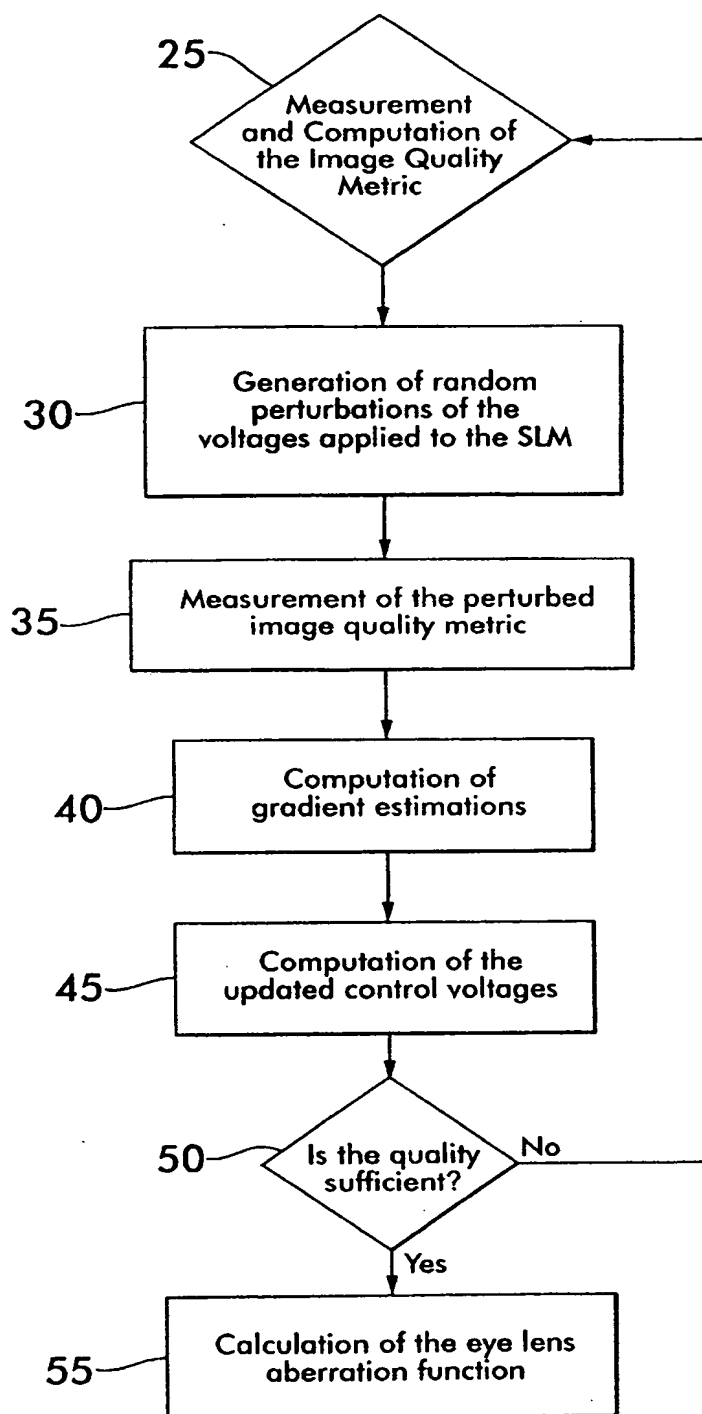 25
Measurement
and Computation of
the Image Quality
Metric
30
Generation of random
perturbations of the
voltages applied to the SLM
35
Measurement of the perturbed
image quality metric
40
Computation of
gradient estimations
45
Computation of the
updated control voltages
50
Is the quality
sufficient?
No
Yes
55
Calculation of the eye lens
aberration function